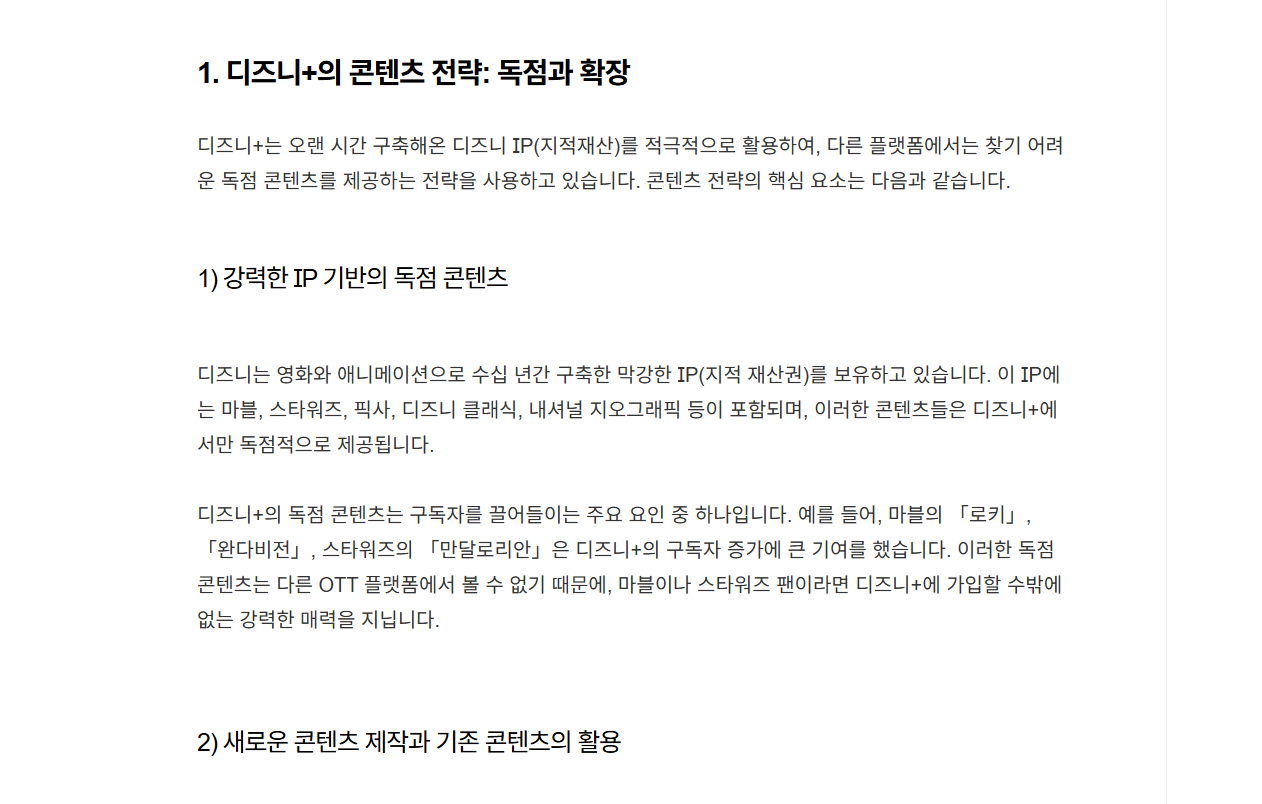 1. 디즈니+의 콘텐츠 전략: 독점과 확장
디즈니+는 오랜 시간 구축해온 디즈니 IP(지적재산)를 적극적으로 활용하여, 다른 플랫폼에서는 찾기 어려
운 독점 콘텐츠를 제공하는 전략을 사용하고 있습니다. 콘텐츠 전략의 핵심 요소는 다음과 같습니다.
1) 강력한 IP 기반의 독점 콘텐츠
디즈니는 영화와 애니메이션으로 수십 년간 구축한 막강한 IP(지적 재산권)를 보유하고 있습니다. 이 IP에
는 마블, 스타워즈, 픽사, 디즈니 클래식, 내셔널 지오그래픽 등이 포함되며, 이러한 콘텐츠들은 디즈니+에
서만 독점적으로 제공됩니다.
디즈니+의 독점 콘텐츠는 구독자를 끌어들이는 주요 요인 중 하나입니다. 예를 들어, 마블의 「로키」,
「완다비전」, 스타워즈의 「만달로리안」은 디즈니+의 구독자 증가에 큰 기여를 했습니다. 이러한 독점
콘텐츠는 다른 OTT 플랫폼에서 볼 수 없기 때문에, 마블이나 스타워즈 팬이라면 디즈니+에 가입할 수밖에
없는 강력한 매력을 지닙니다.
2) 새로운 콘텐츠 제작과 기존 콘텐츠의 활용